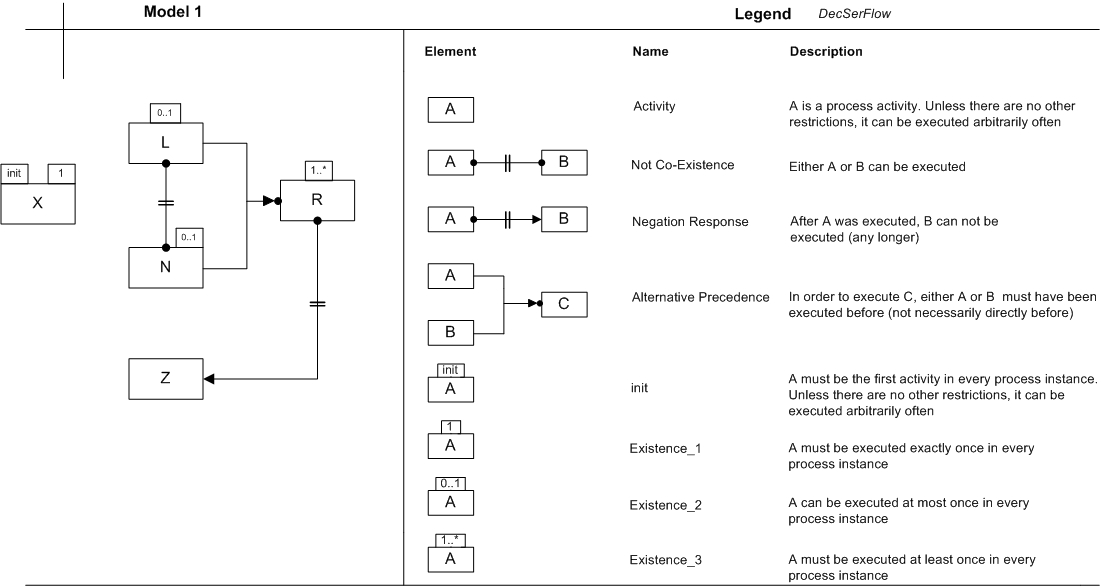 Model 1
Legend DecSerFlow
Element Name Description
0..1
L
init 1
X
1..*
R
0..1
N
Z
A
Activity
A is a process activity. Unless there are no other
restrictions, it can be executed arbitrarily often
A B
Not Co-Existence
Either A or B can be executed
A B
Negation Response
After A was executed, B can not be
executed (any longer)
A
B
C
Alternative Precedence
In order to execute C, either A or B must have been
executed before (not necessarily directly before)
init
A
init
A must be the first activity in every process instance.
Unless there are no other restrictions, it can be
executed arbitrarily often
1
A
Existence_1
A must be executed exactly once in every
process instance
0..1
A
Existence_2
A can be executed at most once in every
process instance
1..*
A
Existence_3
A must be executed at least once in every
process instance